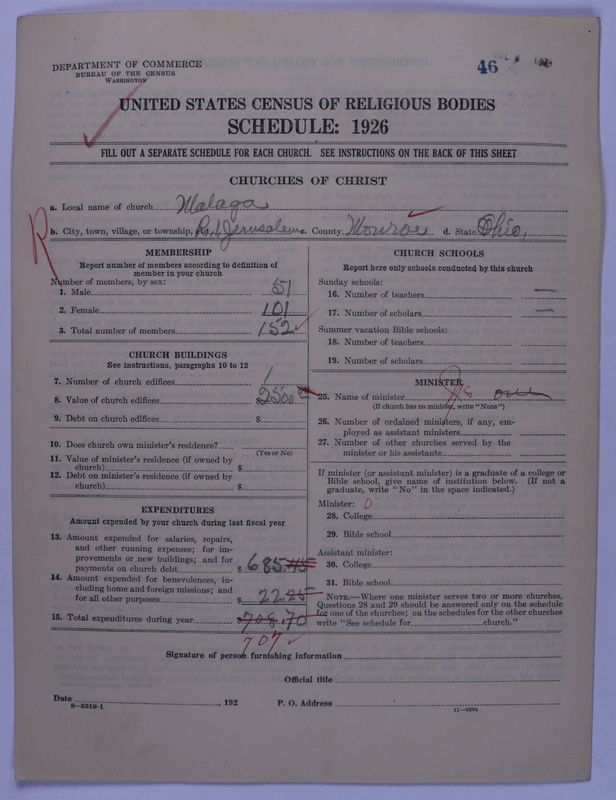 DEPARTMENT OF COMMERCE
BUREAU OF THE CENSUS
WASHINGTON
46
UNITED STATES CENSUS OF RELIGIOUS BODIES
SCHEDULE: 1926
FILL OUT A SEPARATE SCHEDULE FOR EACH CHURCH. SEE INSTRUCTIONS ON THE BACK OF THIS SHEET
CHURCHES OF CHRIST
a. Local name of church Malaga
b. City, town, village, or township, Jerusalem c. County Monroe d. State Ohio,
R
MEMBERSHIP
Report number of members according to definition of
member in your church
Number of members, by sex:
1. Male 51
2. Female 101
3. Total number of members 152
CHURCH BUILDINGS
See instructions, paragraphs 10 to 12
7. Number of church edifices 1
8. Value of church edifices $2500
9. Debt on church edifices $
10. Does church own minister's residence?
(Yes or No)
11. Value of minister's residence (if owned by
church) $
12. Debt on minister's residence (if owned by
church) $
EXPENDITURES
Amount expended by your church during last fiscal year
13. Amount expended for salaries, repairs,
and other running expenses; for im-
provements or new buildings; and for
payments on church debt $685.45
14. Amount expended for benevolences, in-
cluding home and foreign missions; and
for all other purposes $22.25
15. Total expenditures during year $708.70
707
CHURCH SCHOOLS
Report here only schools conducted by this church
Sunday schools:
16. Number of teachers —
17. Number of scholars —
Summer vacation Bible schools:
18. Number of teachers
19. Number of scholars
MINISTER
25. Name of minister
(If church has no minister, write "None")
26. Number of ordained ministers, if any, em-
ployed as assistant ministers
27. Number of other churches served by the
minister or his assistants
If minister (or assistant minister) is a graduate of a college or
Bible school, give name of institution below. (If not a
graduate, write "No" in the space indicated.)
Minister: 0
28. College
29. Bible school
Assistant minister:
30. College
31. Bible school
NOTE.—Where one minister serves two or more churches,
Questions 28 and 29 should be answered only on the schedule
for one of the churches; on the schedules for the other churches
write "See schedule for church."
Signature of person furnishing information
Official title
Date , 192 P. O. Address
8—5518-1 11—9204